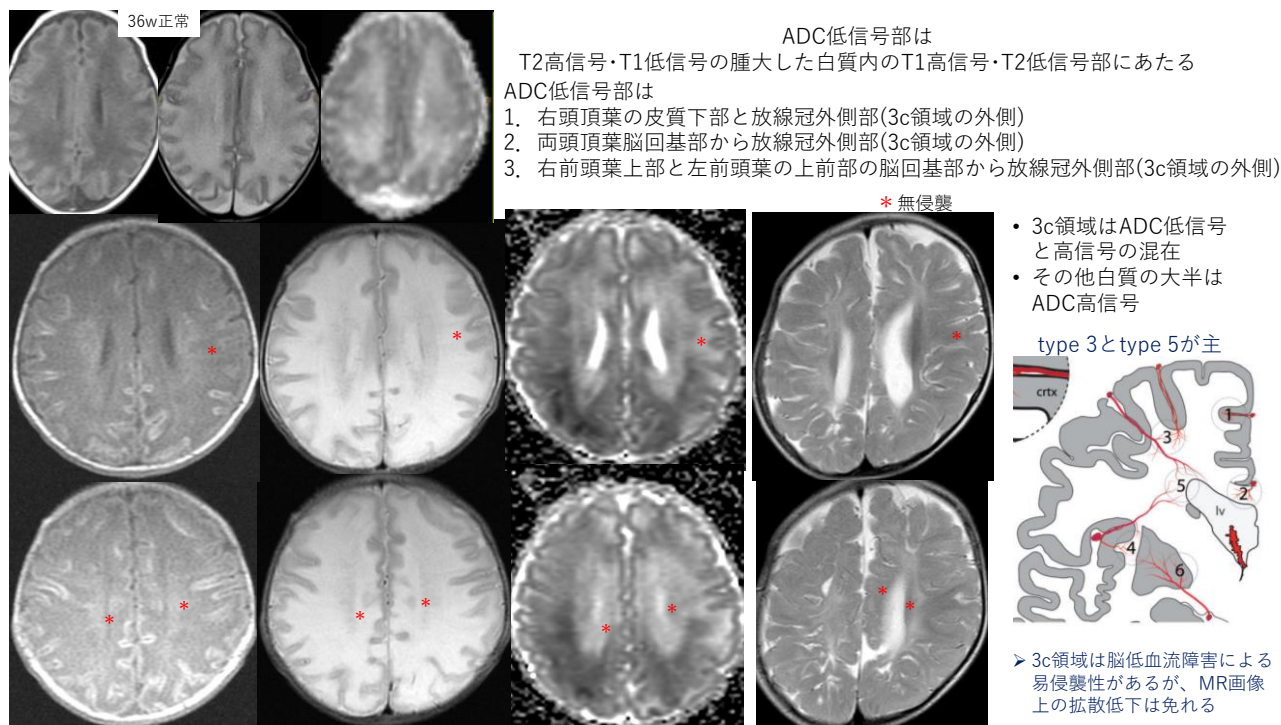 36w正常
ADC低信号部は
T2高信号･T1低信号の腫大した白質内のT1高信号･T2低信号部にあたる
ADC低信号部は
1. 右頭頂葉の皮質下部と放線冠外側部(3c領域の外側)
2. 両頭頂葉脳回基部から放線冠外側部(3c領域の外側)
3. 右前頭葉上部と左前頭葉の上前部の脳回基部から放線冠外側部(3c領域の外側)
* 無侵襲
• 3c領域はADC低信号
と高信号の混在
• その他白質の大半は
ADC高信号
type 3とtype 5が主
crtx
1
3
5
2
lv
4
6
➢ 3c領域は脳低血流障害による
易侵襲性があるが、MR画像
上の拡散低下は免れる
*
*
*
*
*
*
*
*
*
*
*
*